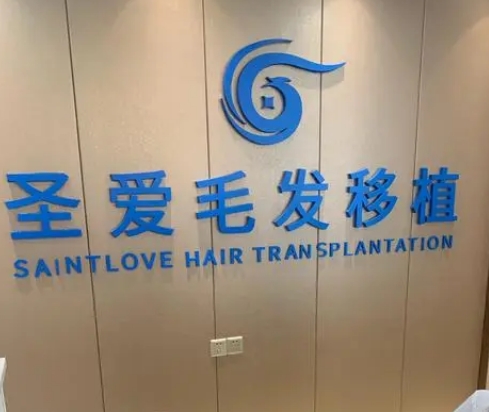 圣爱毛发移植
SAINTLOVE HAIR TRANSPLANTATION